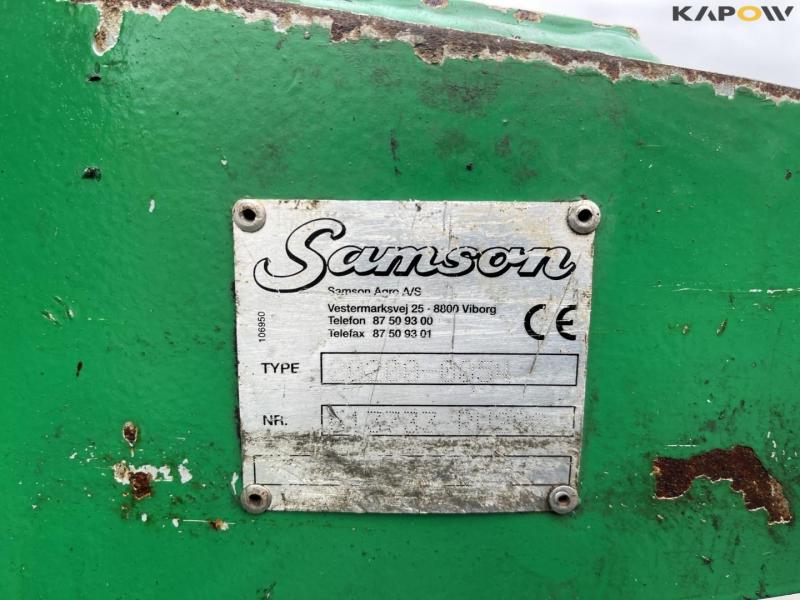 KAPOW
Samson
Samson Agro A/S
Vestermarksvej 25 - 8800 Viborg
Telefon 87 50 93 00
Telefax 87 50 93 01
CE
106950
TYPE
NR.